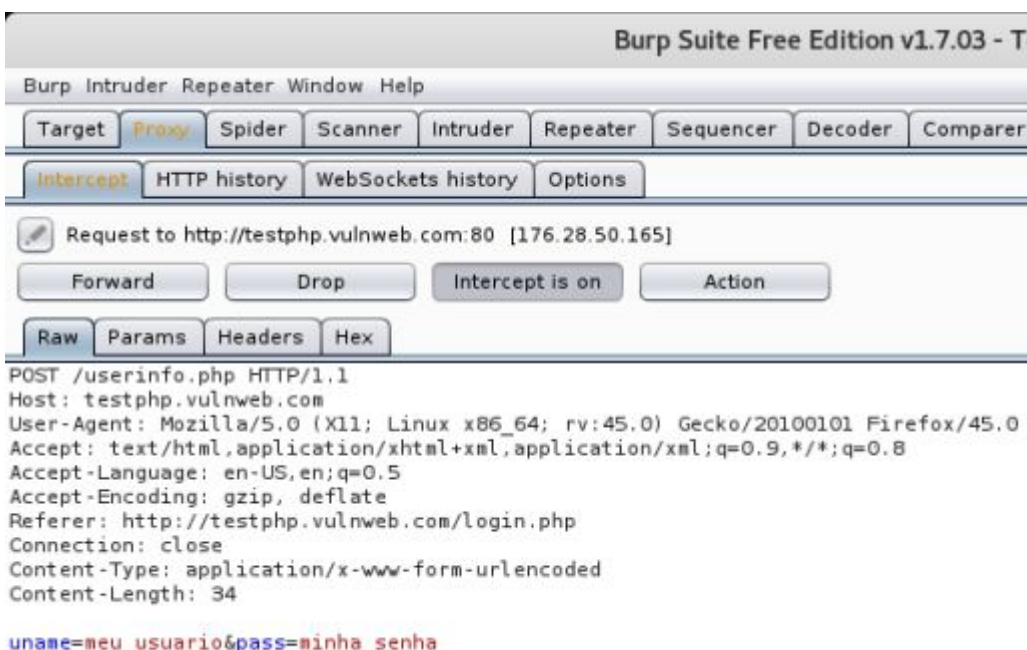 Burp Suite Free Edition v1.7.03 - T
Burp Intruder Repeater Window Help
Target Proxy Spider Scanner Intruder Repeater Sequencer Decoder Comparer
Intercept HTTP history WebSockets history Options
Request to http://testphp.vulnweb.com:80 [176.28.50.165]
Forward Drop Intercept is on Action
Raw Params Headers Hex
POST /userinfo.php HTTP/1.1
Host: testphp.vulnweb.com
User-Agent: Mozilla/5.0 (X11; Linux x86_64; rv:45.0) Gecko/20100101 Firefox/45.0
Accept: text/html,application/xhtml+xml,application/xml;q=0.9,*/*;q=0.8
Accept-Language: en-US,en;q=0.5
Accept-Encoding: gzip, deflate
Referer: http://testphp.vulnweb.com/login.php
Connection: close
Content-Type: application/x-www-form-urlencoded
Content-Length: 34
uname=meu_usuario&pass=minha_senha